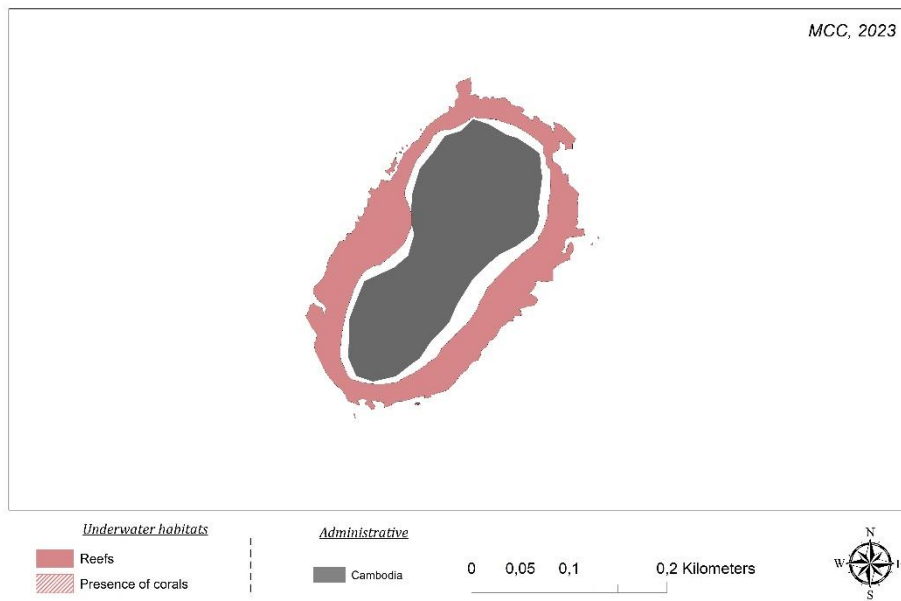 MCC, 2023
Underwater habitats
Reefs
Presence of corals
Administrative
Cambodia
0 0,05 0,1 0,2 Kilometers
N
W
S